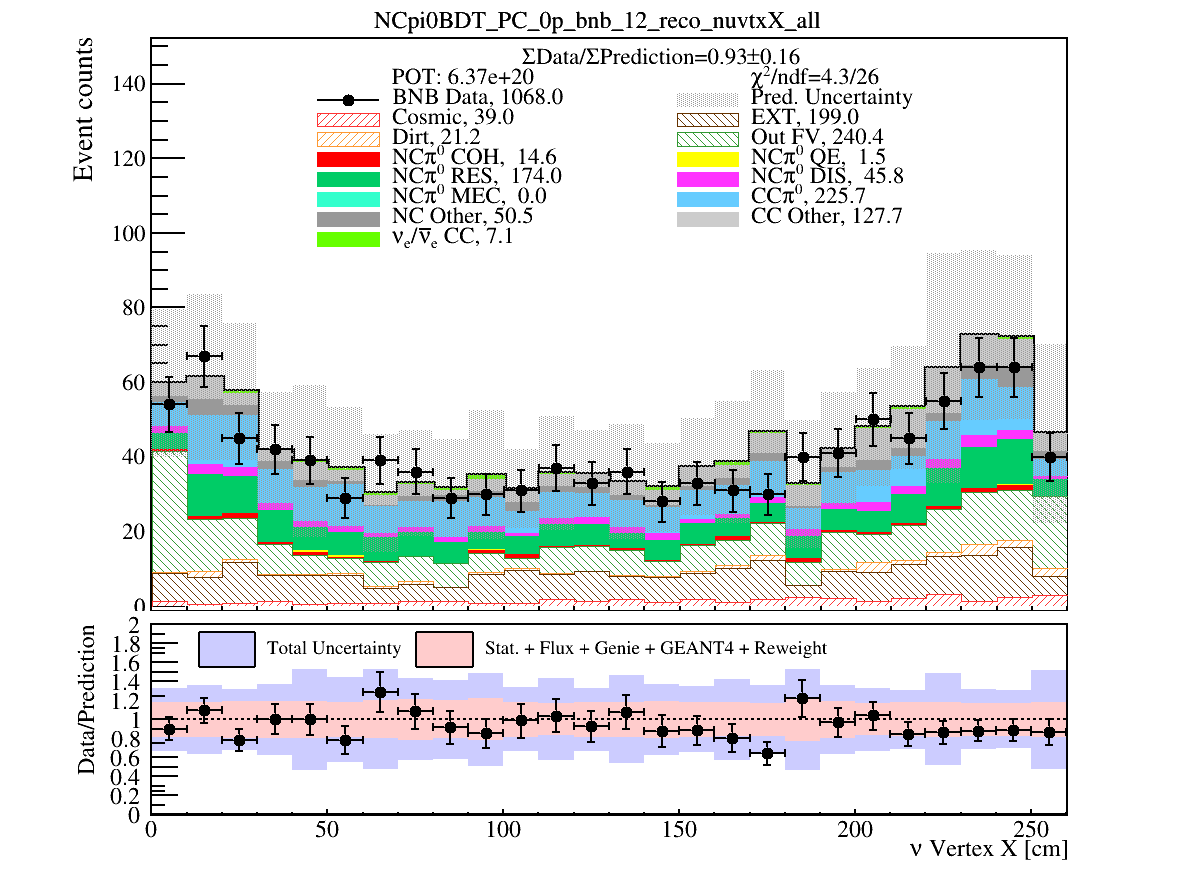 NCpi0BDT_PC_0p_bnb_12_reco_nuvtxX_all
ΣData/ΣPrediction=0.93±0.16
POT: 6.37e+20
χ²/ndf=4.3/26
BNB Data, 1068.0
Pred. Uncertainty
Cosmic, 39.0
EXT, 199.0
Dirt, 21.2
Out FV, 240.4
NCπ⁰ COH, 14.6
NCπ⁰ QE, 1.5
NCπ⁰ RES, 174.0
NCπ⁰ DIS, 45.8
NCπ⁰ MEC, 0.0
CCπ⁰, 225.7
NC Other, 50.5
CC Other, 127.7
νₑ/ν̅ₑ CC, 7.1
Event counts
140
120
100
80
60
40
20
0
Total Uncertainty
Stat. + Flux + Genie + GEANT4 + Reweight
Data/Prediction
2
1.8
1.6
1.4
1.2
1
0.8
0.6
0.4
0.2
0
0 50 100 150 200 250
ν Vertex X [cm]